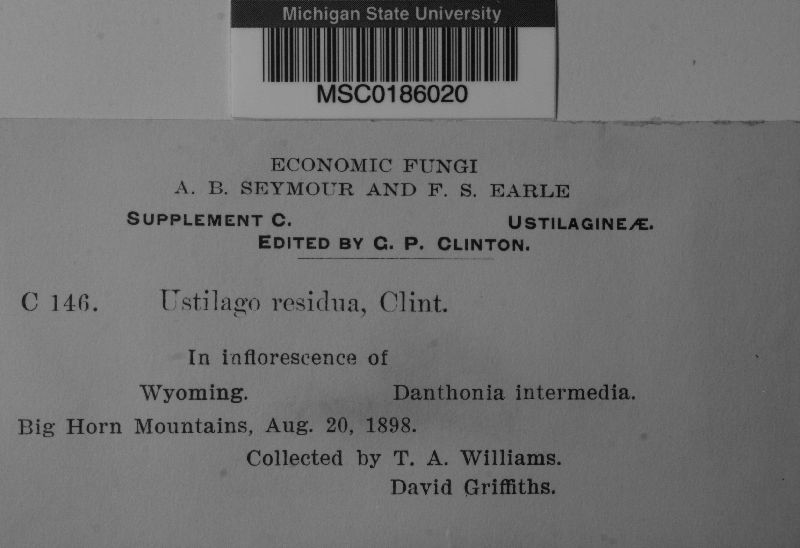 Michigan State University
MSC0186020
ECONOMIC FUNGI
A. B. SEYMOUR AND F. S. EARLE
SUPPLEMENT C. USTILAGINEÆ.
EDITED BY G. P. CLINTON.
C 146. Ustilago residua, Clint.
In inflorescence of
Wyoming. Danthonia intermedia.
Big Horn Mountains, Aug. 20, 1898.
Collected by T. A. Williams.
David Griffiths.